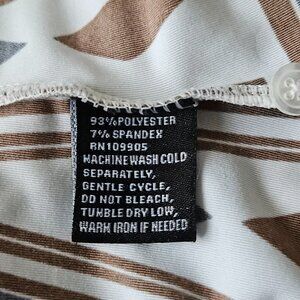 93% POLYESTER
7% SPANDEX
RN109905
MACHINE WASH COLD
SEPARATELY,
GENTLE CYCLE,
DO NOT BLEACH,
TUMBLE DRY LOW,
WARM IRON IF NEEDED